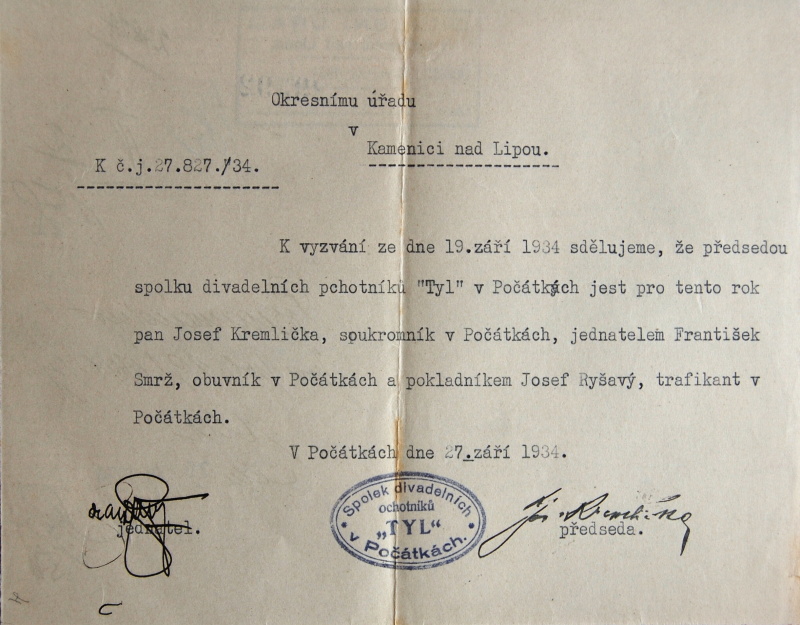 Okresnímu úřadu
v
Kamenici nad Lipou.
K č.j.27.827./34.
K vyzvání ze dne 19.září 1934 sdělujeme, že předsedou
spolku divadelních pchotníků "Tyl" v Počátkách jest pro tento rok
pan Josef Kremlička, soukromník v Počátkách, jednatelem František
Smrž, obuvník v Počátkách a pokladníkem Josef Ryšavý, trafikant v
Počátkách.
V Počátkách dne 27.září 1934.
Spolek divadelních
ochotníků
„TYL“
v Počátkách.
jednatel.
Jos. Kremlička
předseda.